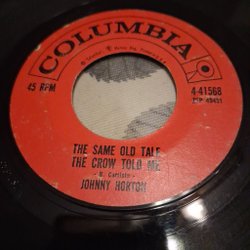 COLUMBIA
45 RPM
4-41568
THE SAME OLD TALE
THE CROW TOLD ME
JOHNNY HORTON